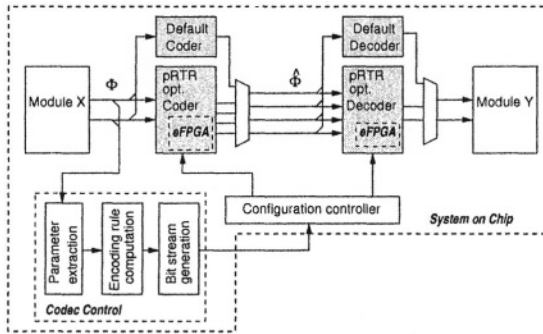 Default
Coder
Default
Decoder
Φ
Φ̂
Module X
pRTR
opt.
Coder
eFPGA
pRTR
opt.
Decoder
eFPGA
Module Y
Configuration controller
System on Chip
Parameter
extraction
Encoding rule
computation
Bit stream
generation
Codec Control